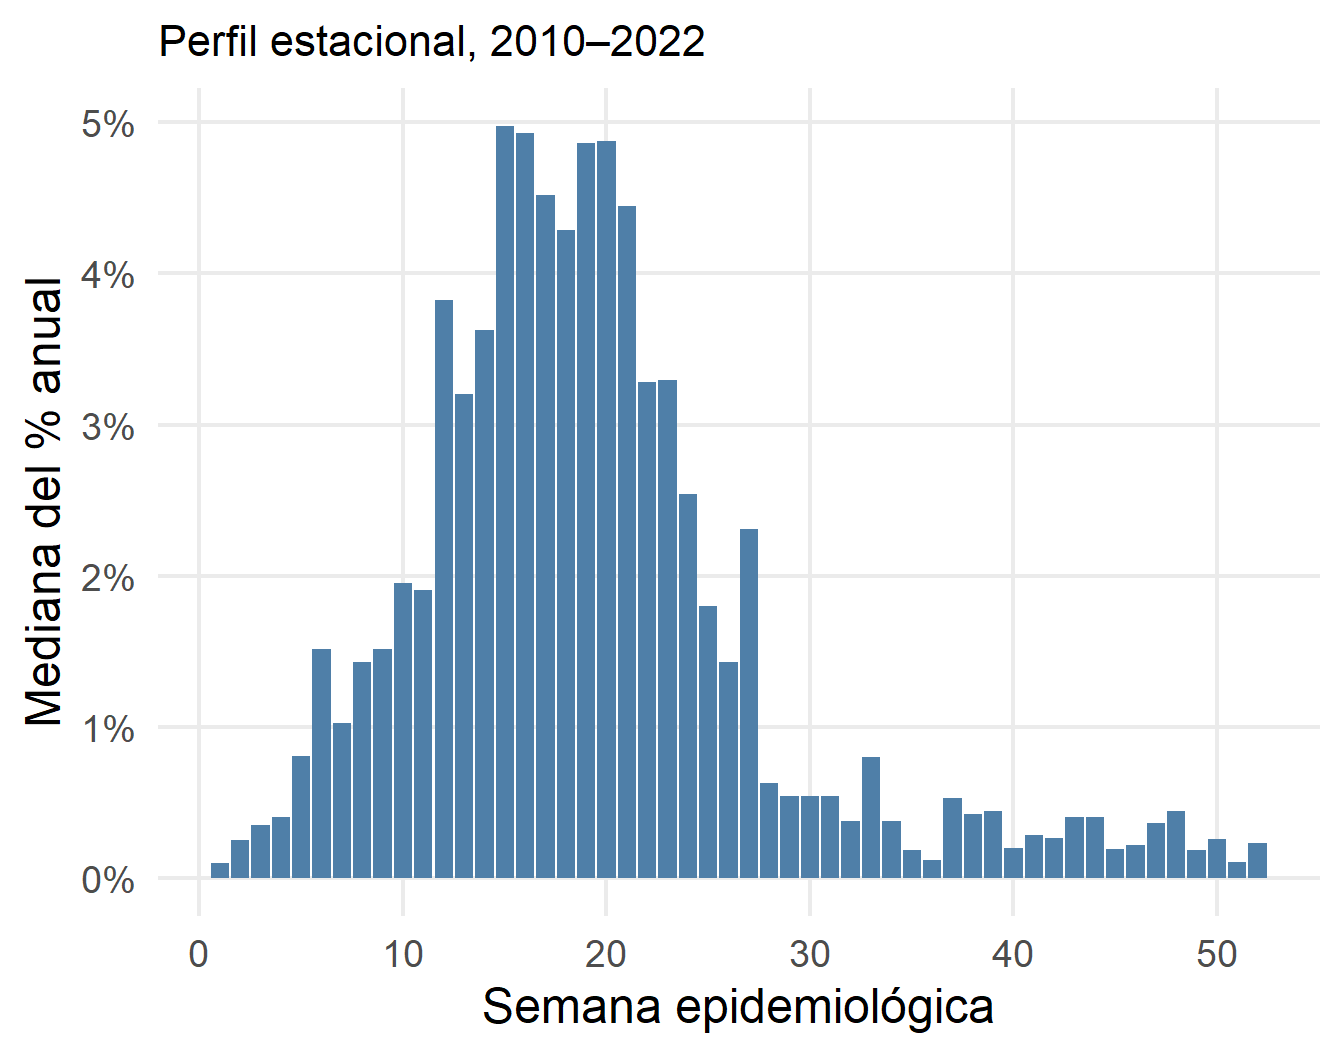 Perfil estacional, 2010–2022
Mediana del % anual
5%
4%
3%
2%
1%
0%
0 10 20 30 40 50
Semana epidemiológica